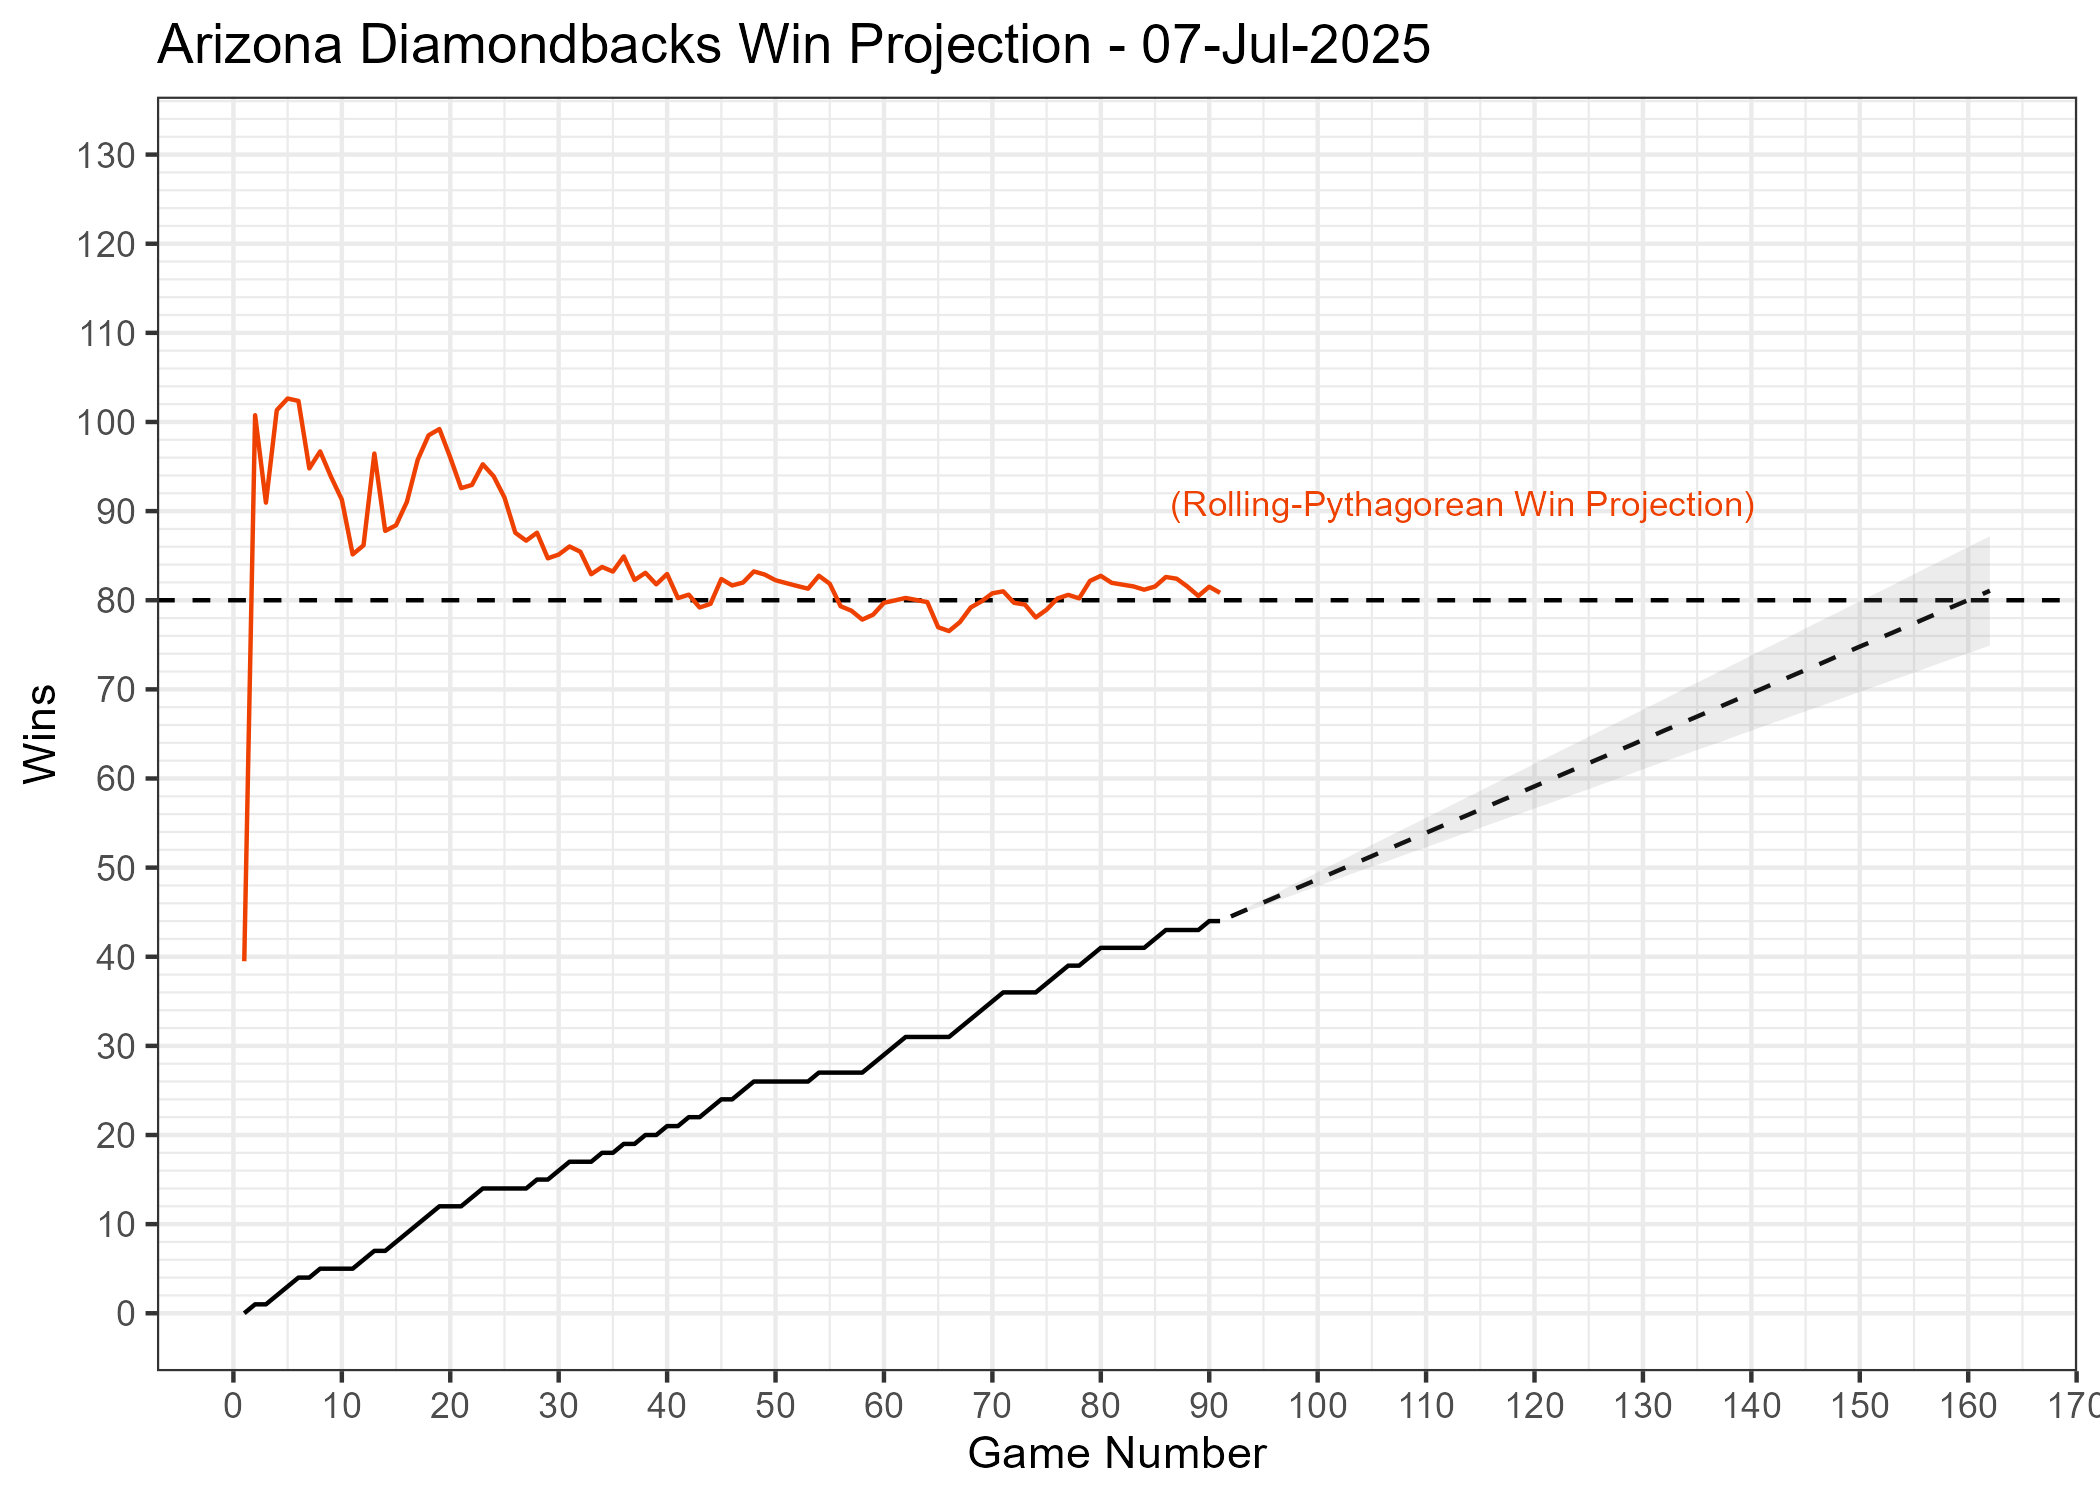 Arizona Diamondbacks Win Projection - 07-Jul-2025
130
120
110
100
90
(Rolling-Pythagorean Win Projection)
80
70
Wins
60
50
40
30
20
10
0
0 10 20 30 40 50 60 70 80 90 100 110 120 130 140 150 160 170
Game Number